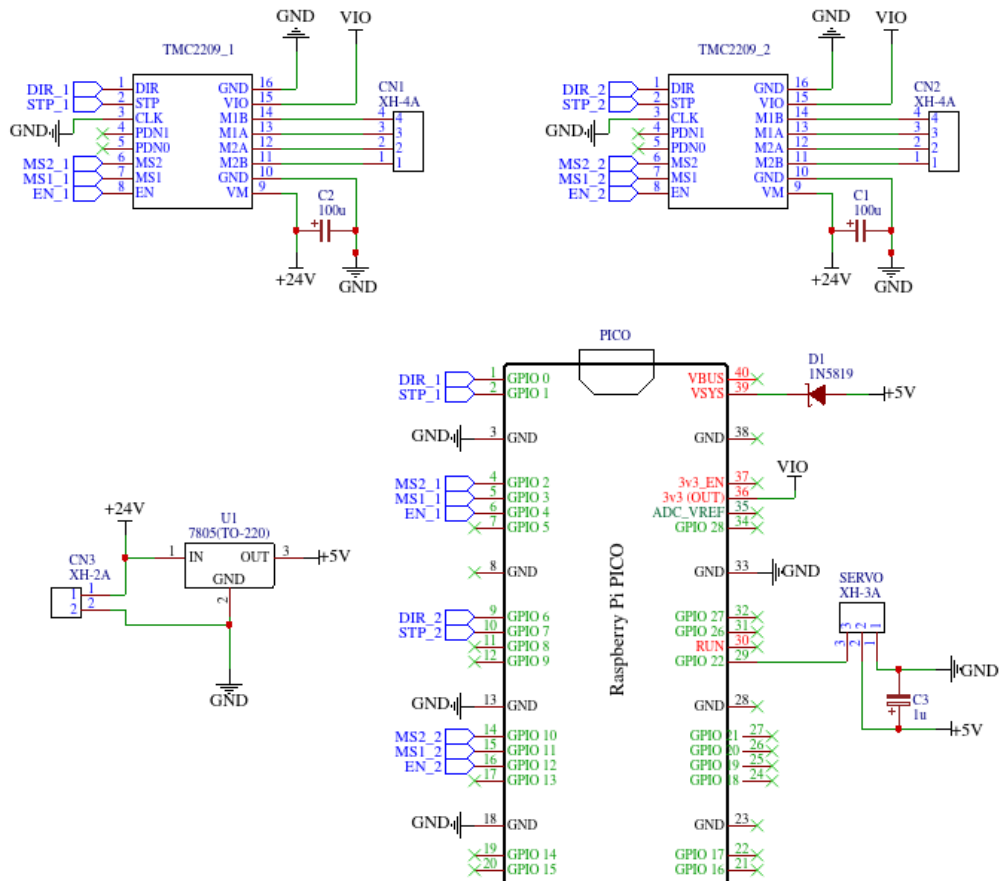 GND VIO
TMC2209_1
DIR_1 1 DIR GND 16
STP_1 2 STP VIO 15
GND 3 CLK M1B 14 4 4
4 PDN1 M1A 13 3 3
5 PDN0 M2A 12 2 2
MS2_1 6 MS2 M2B 11 1 1
MS1_1 7 MS1 GND 10
EN_1 8 EN VM 9
CN1
XH-4A
C2
100u
+
+24V
GND
GND VIO
TMC2209_2
DIR_2 1 DIR GND 16
STP_2 2 STP VIO 15
GND 3 CLK M1B 14 4 4
4 PDN1 M1A 13 3 3
5 PDN0 M2A 12 2 2
MS2_2 6 MS2 M2B 11 1 1
MS1_2 7 MS1 GND 10
EN_2 8 EN VM 9
CN2
XH-4A
C1
100u
+
+24V
GND
+24V
CN3
XH-2A
1 1
2 2
U1
7805(TO-220)
1 IN OUT 3 +5V
GND
2
GND
PICO
Raspberry Pi PICO
DIR_1 1 GPIO 0
STP_1 2 GPIO 1
GND 3 GND
MS2_1 4 GPIO 2
MS1_1 5 GPIO 3
EN_1 6 GPIO 4
7 GPIO 5
8 GND
DIR_2 9 GPIO 6
STP_2 10 GPIO 7
11 GPIO 8
12 GPIO 9
GND 13 GND
MS2_2 14 GPIO 10
MS1_2 15 GPIO 11
EN_2 16 GPIO 12
17 GPIO 13
GND 18 GND
19 GPIO 14
20 GPIO 15
VBUS 40
VSYS 39
D1
1N5819
+5V
GND 38
3v3_EN 37
3v3 (OUT) 36
VIO
ADC_VREF 35
GPIO 28 34
GND 33 GND
GPIO 27 32
GPIO 26 31
RUN 30
GPIO 22 29
GND 28
GPIO 21 27
GPIO 20 26
GPIO 19 25
GPIO 18 24
GND 23
GPIO 17 22
GPIO 16 21
SERVO
XH-3A
3 2 1
3 2 1
GND
C3
1u
+
+5V